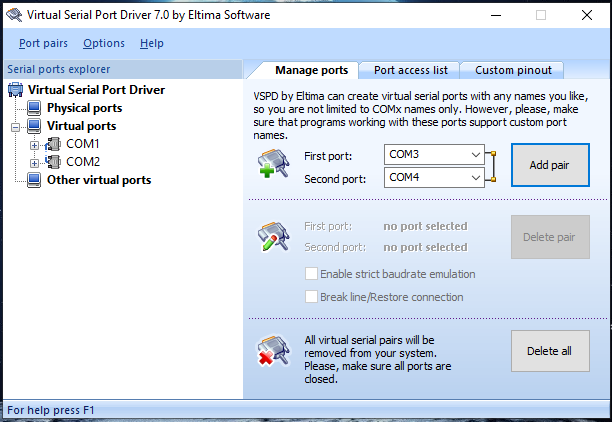 Virtual Serial Port Driver 7.0 by Eltima Software
Port pairs Options Help
Serial ports explorer
Virtual Serial Port Driver
Physical ports
Virtual ports
COM1
COM2
Other virtual ports
Manage ports Port access list Custom pinout
VSPD by Eltima can create virtual serial ports with any names you like,
so you are not limited to COMx names only. However, please, make
sure that programs working with these ports support custom port
names.
First port: COM3
Second port: COM4
Add pair
First port: no port selected
Second port: no port selected
Delete pair
Enable strict baudrate emulation
Break line/Restore connection
All virtual serial pairs will be
removed from your system.
Please, make sure all ports are
closed.
Delete all
For help press F1